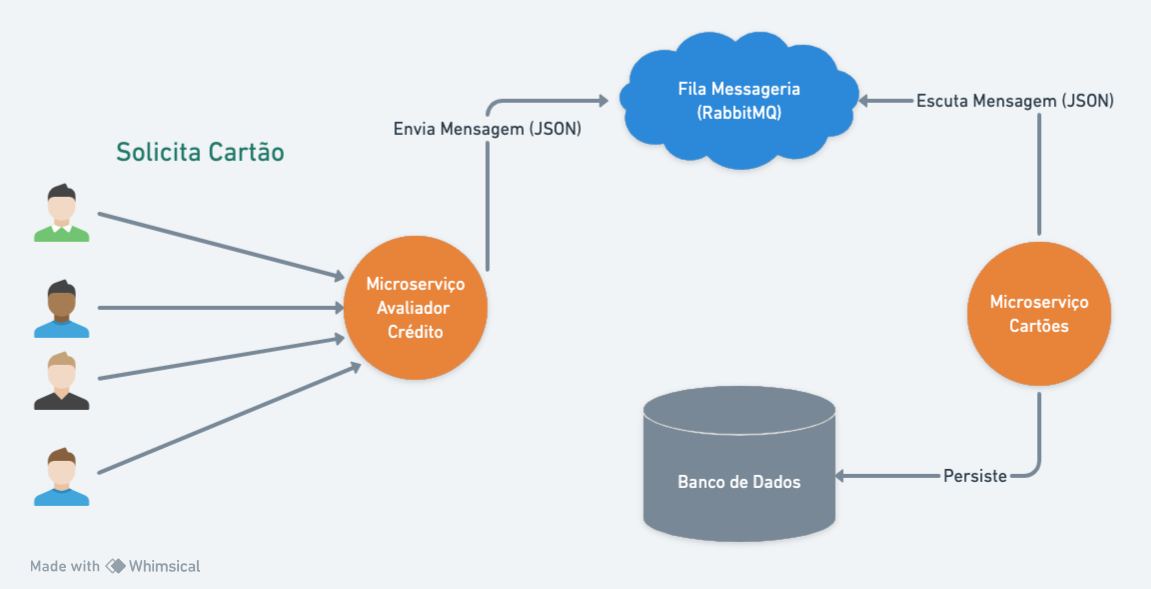 Solicita Cartão
Microserviço
Avaliador
Crédito
Envia Mensagem (JSON)
Fila Messageria
(RabbitMQ)
Escuta Mensagem (JSON)
Microserviço
Cartões
Persiste
Banco de Dados
Made with Whimsical